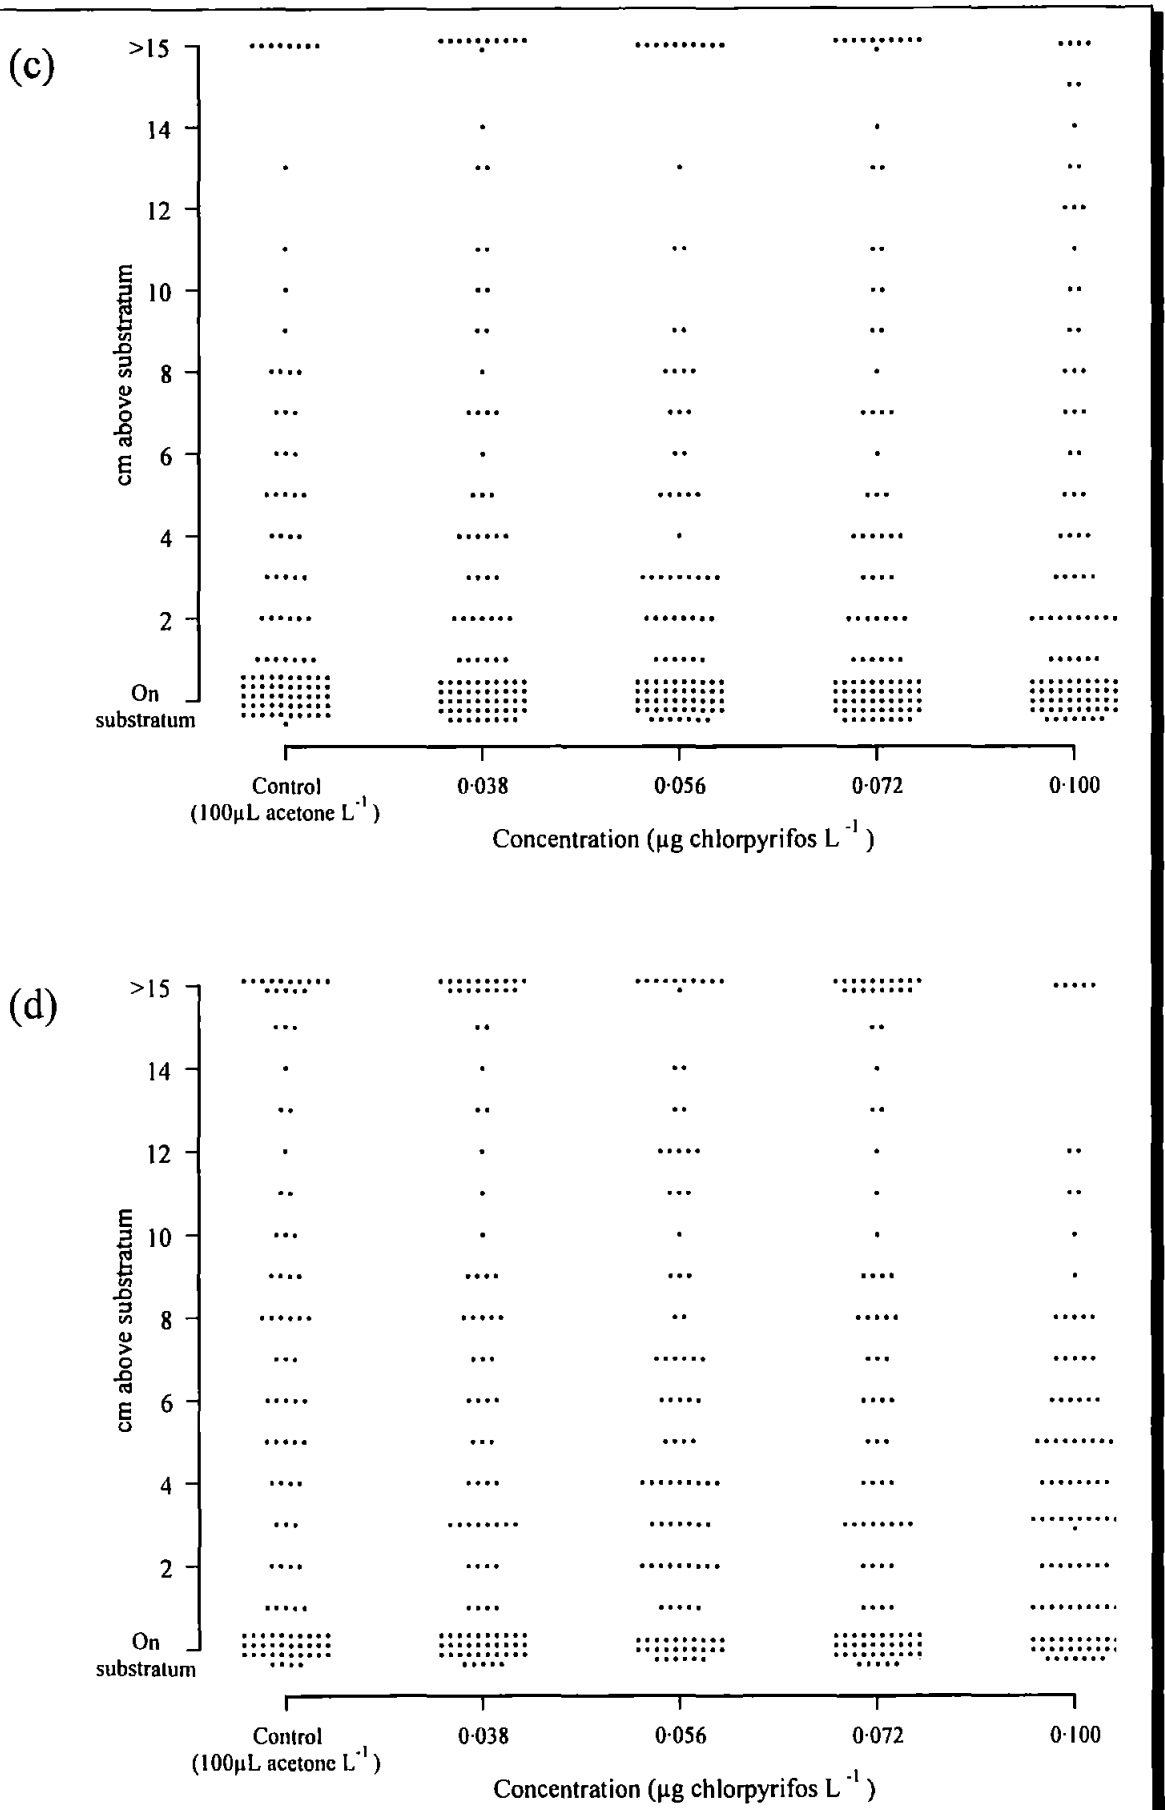 (c)
>15
14
12
10
8
6
4
2
On
substratum
cm above substratum
Control
(100µL acetone L⁻¹ )
0·038
0·056
0·072
0·100
Concentration (µg chlorpyrifos L ⁻¹ )
(d)
>15
14
12
10
8
6
4
2
On
substratum
cm above substratum
Control
(100µL acetone L⁻¹ )
0·038
0·056
0·072
0·100
Concentration (µg chlorpyrifos L ⁻¹ )